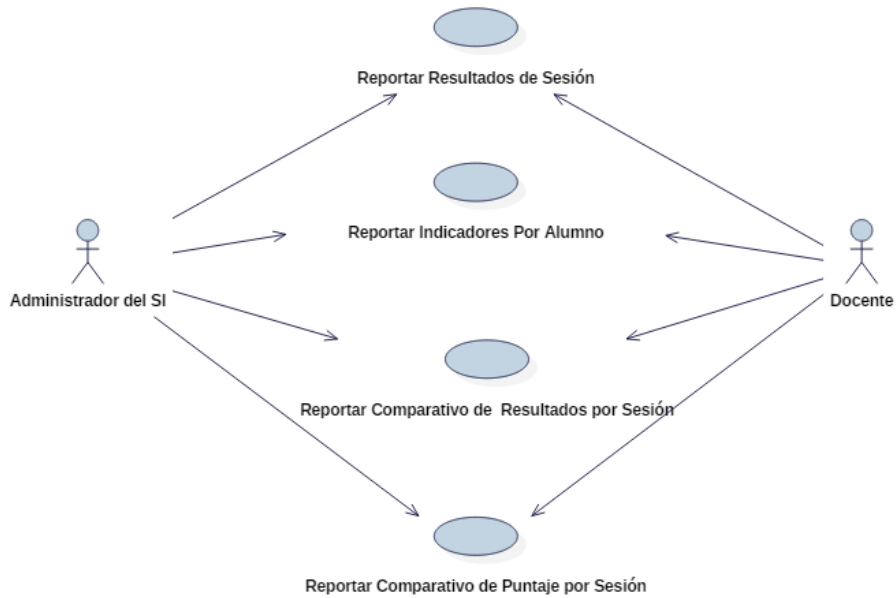 Reportar Resultados de Sesión
Reportar Indicadores Por Alumno
Administrador del SI
Docente
Reportar Comparativo de  Resultados por Sesión
Reportar Comparativo de Puntaje por Sesión